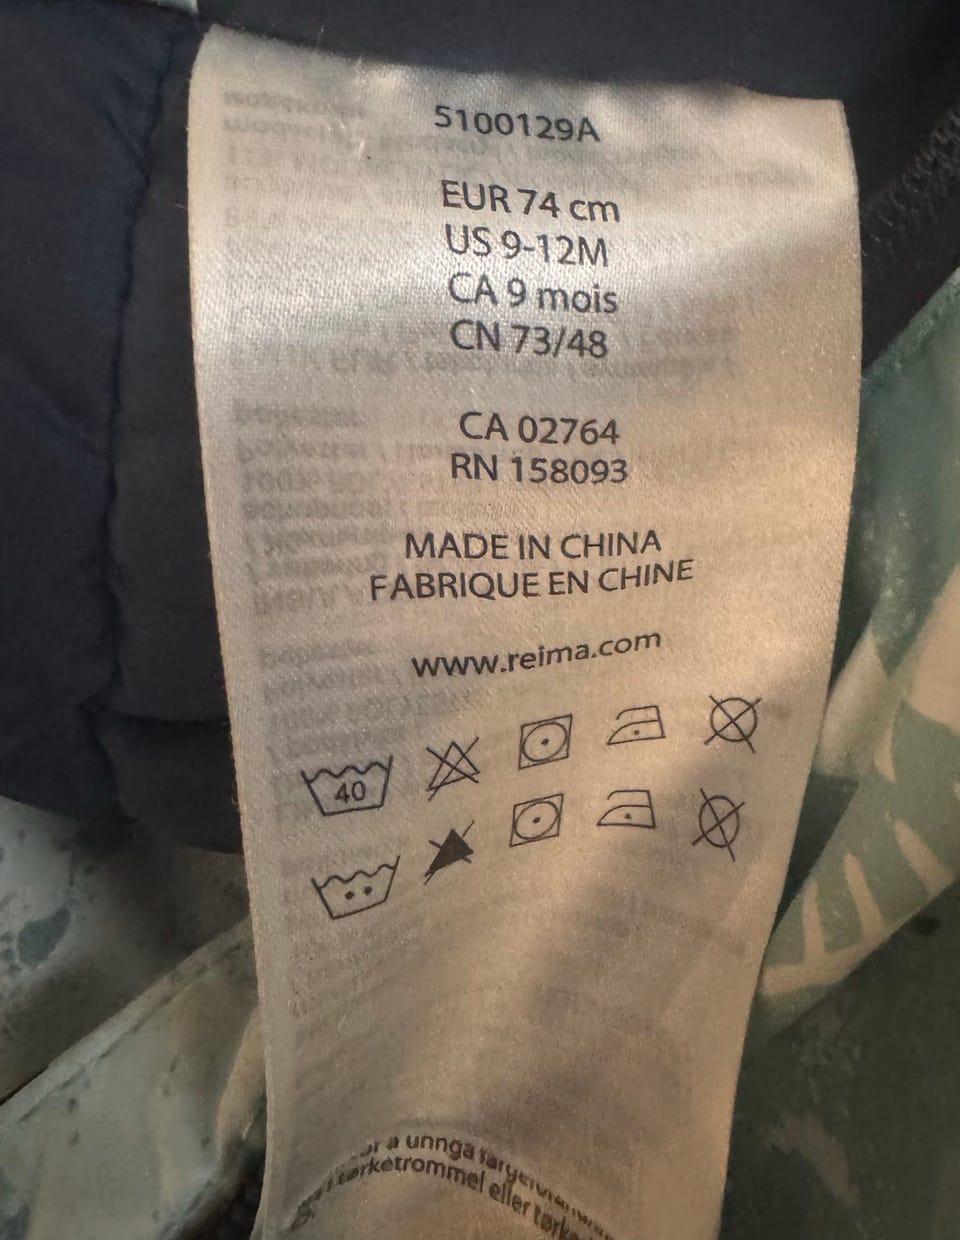 5100129A
EUR 74 cm
US 9-12M
CA 9 mois
CN 73/48
CA 02764
RN 158093
MADE IN CHINA
FABRIQUE EN CHINE
www.reima.com
40
a unnga
tørketrommel eller